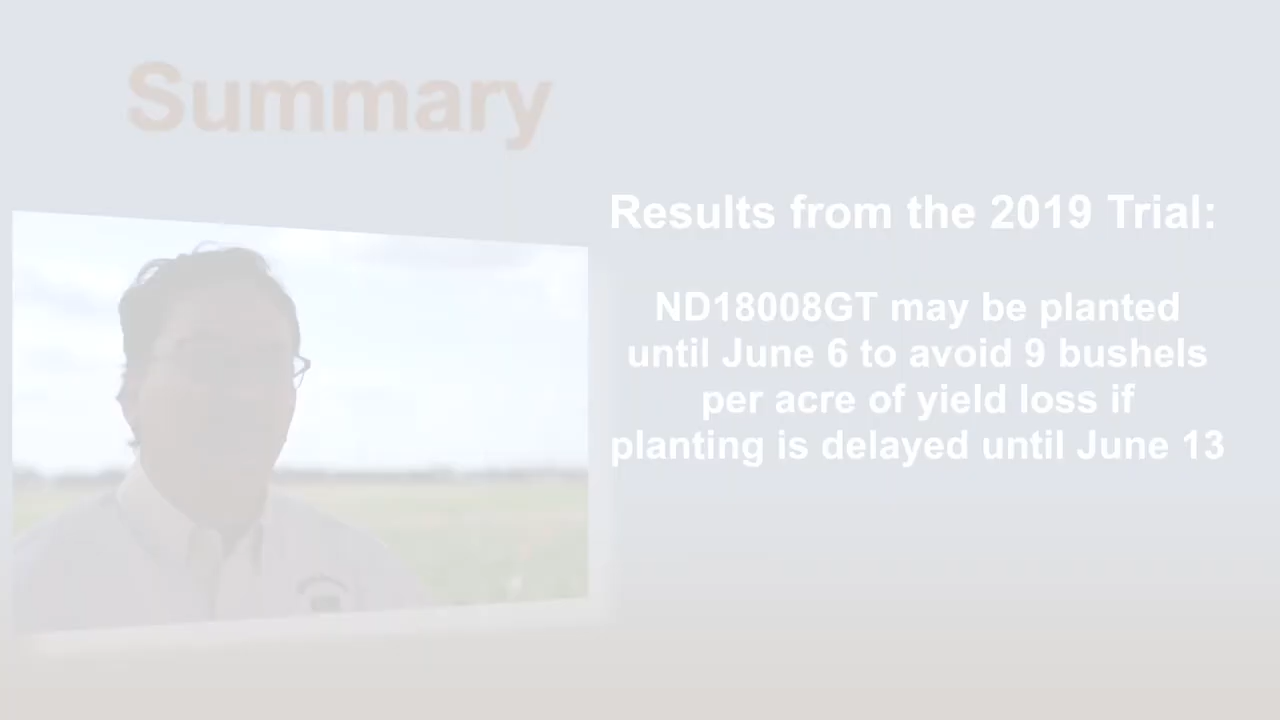 Summary
Results from the 2019 Trial:
ND18008GT may be planted
until June 6 to avoid 9 bushels
per acre of yield loss if
planting is delayed until June 13